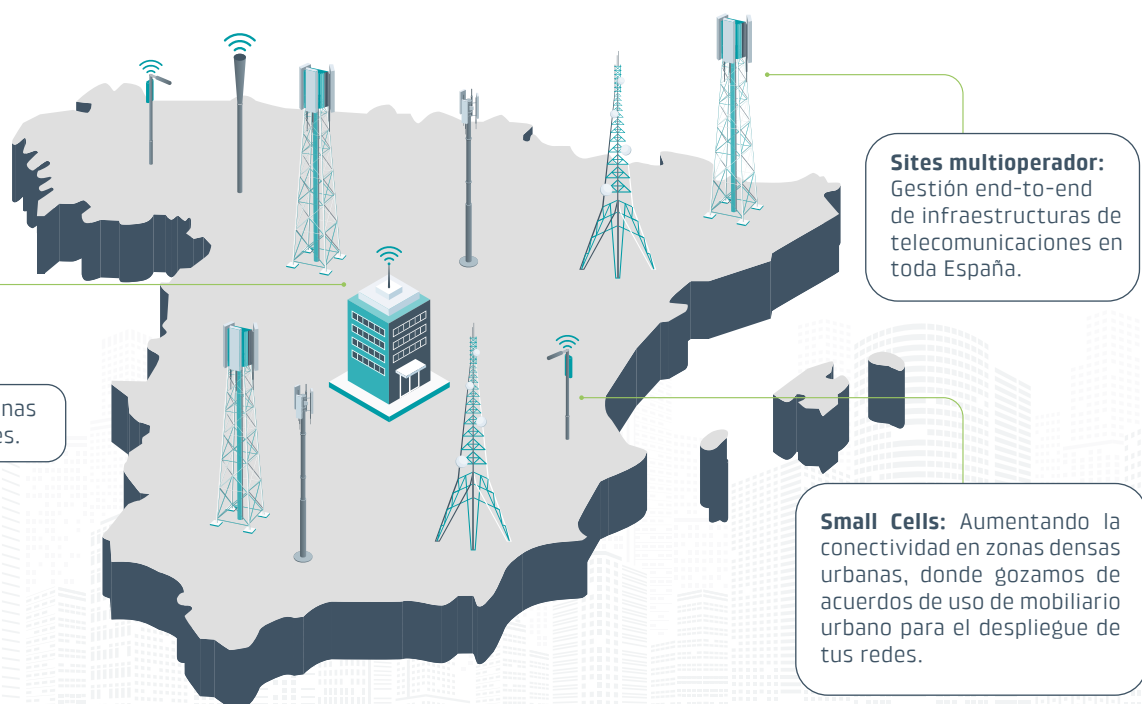 Sites multioperador:
Gestión end-to-end
de infraestructuras de
telecomunicaciones en
toda España.
Small Cells: Aumentando la
conectividad en zonas densas
urbanas, donde gozamos de
acuerdos de uso de mobiliario
urbano para el despliegue de
tus redes.